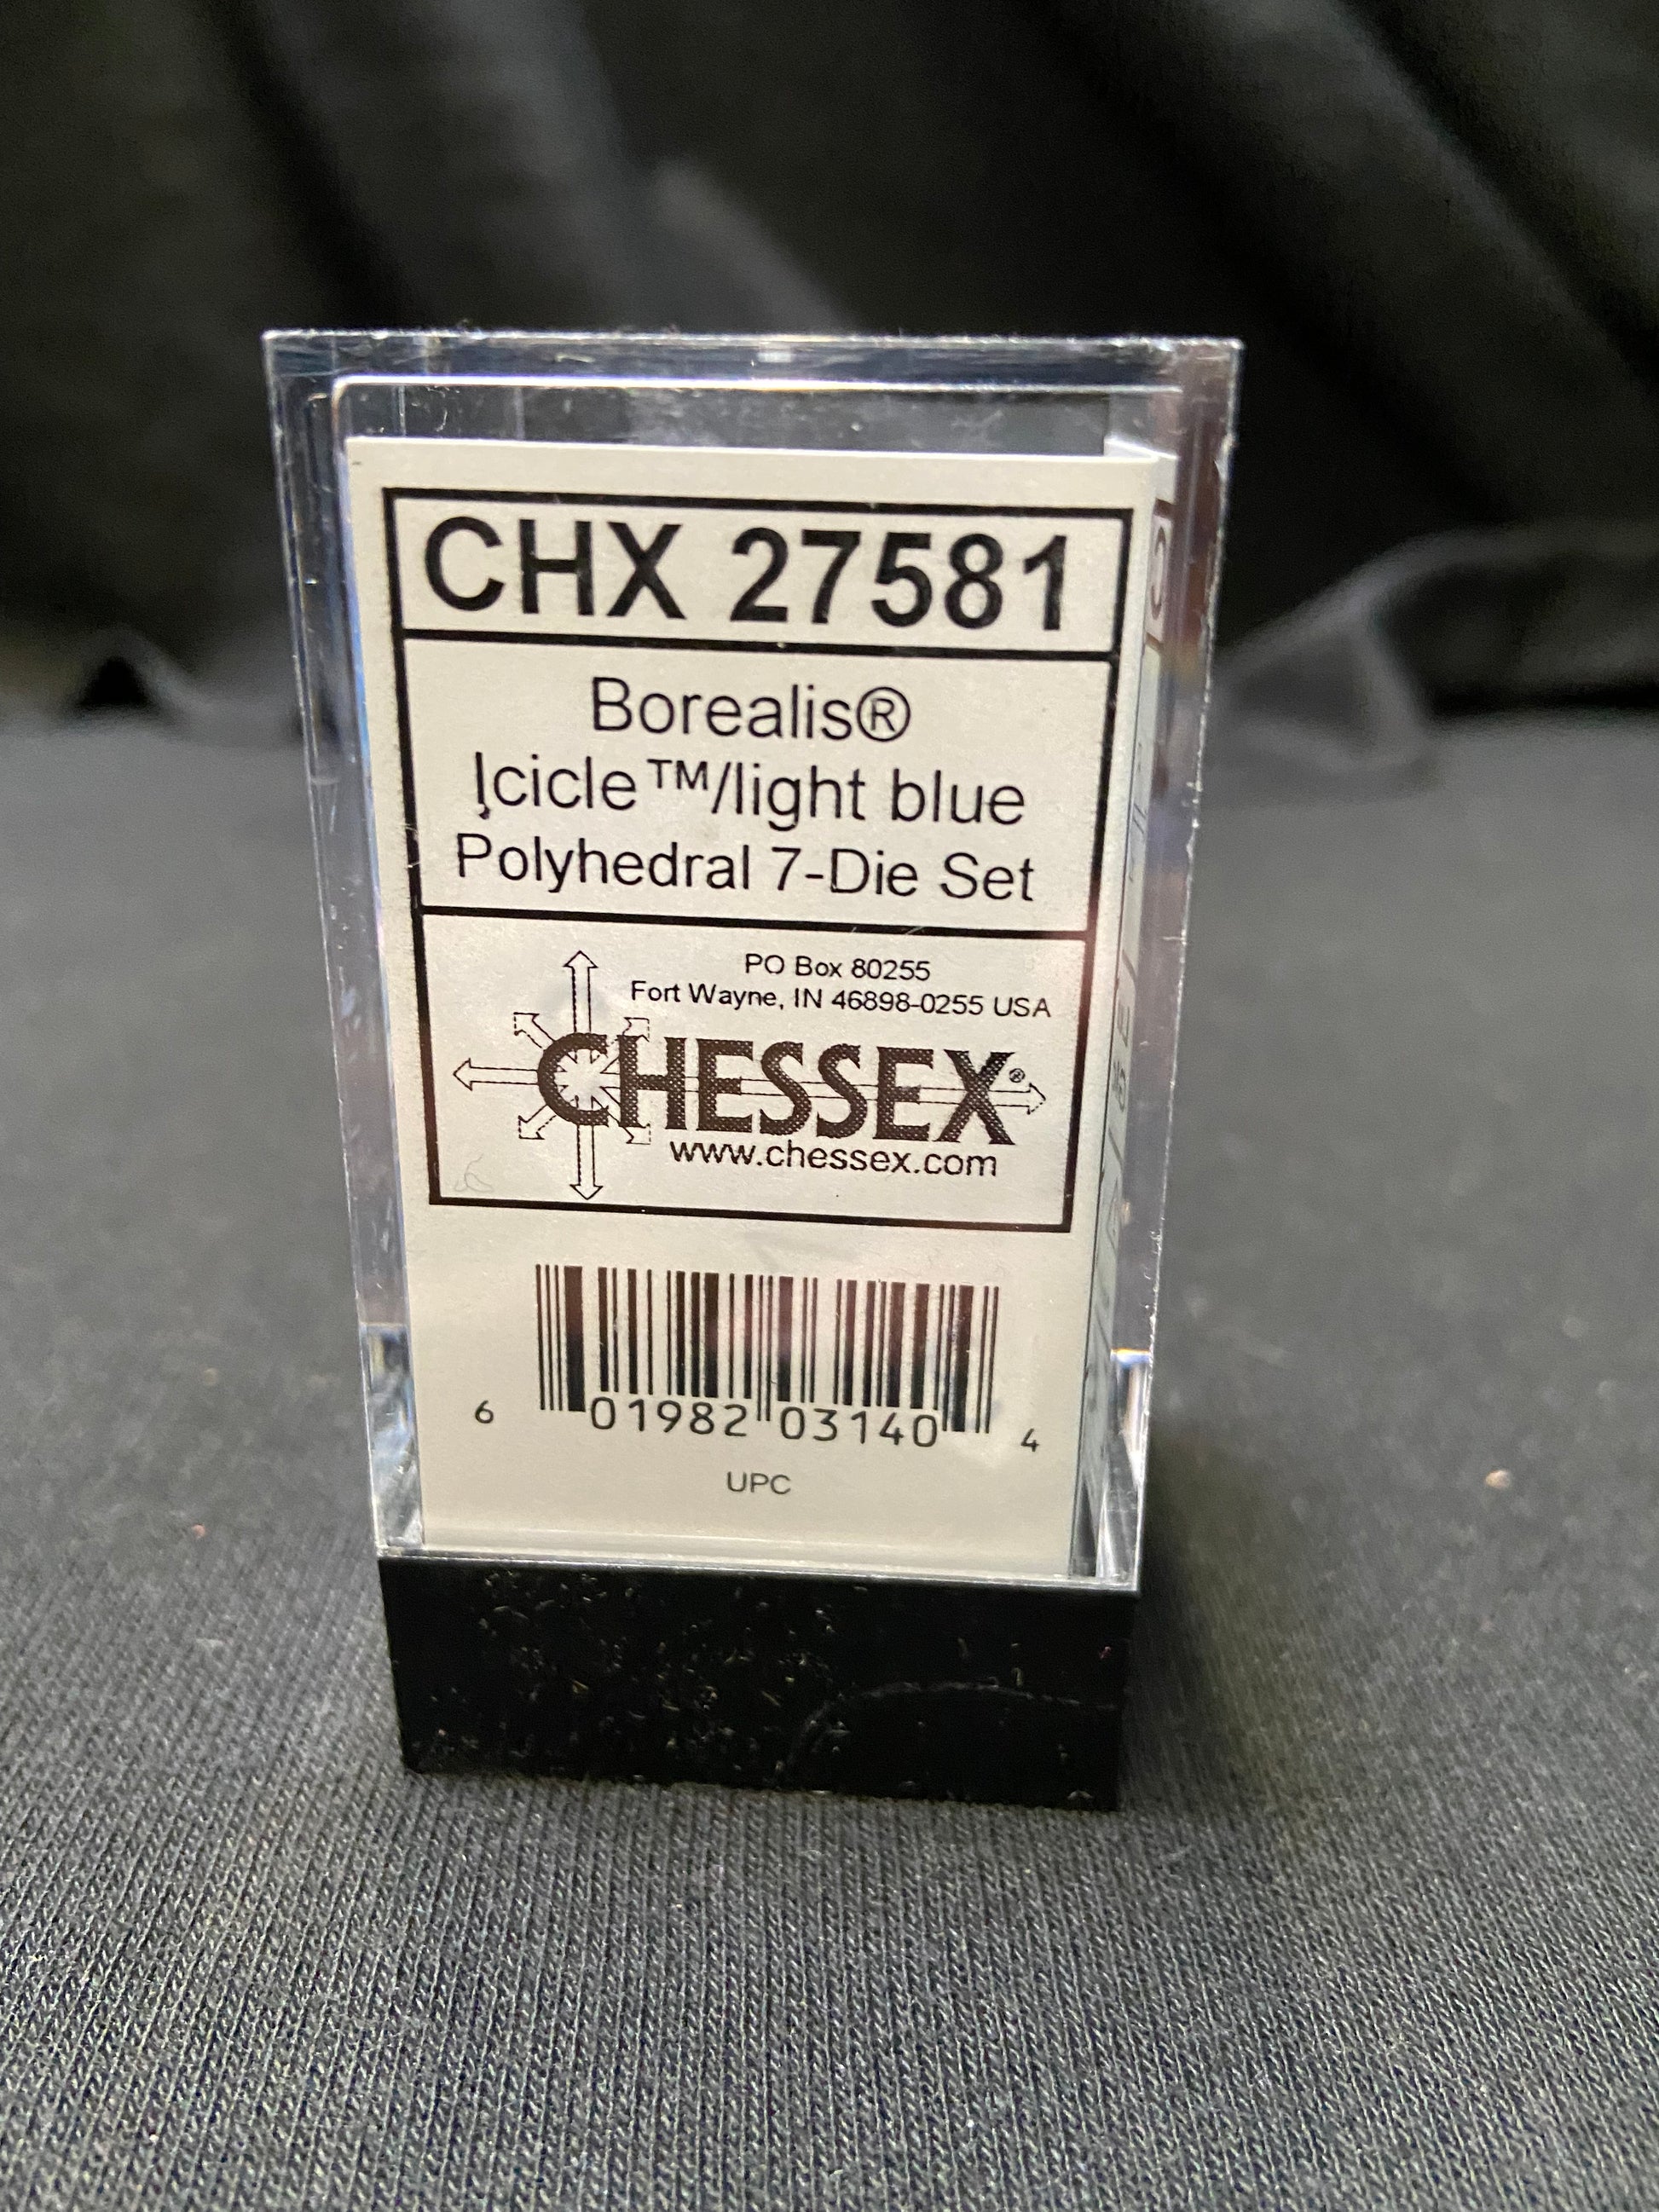 CHX 27581
Borealis®
Icicle™/light blue
Polyhedral 7-Die Set
PO Box 80255
Fort Wayne, IN 46898-0255 USA
CHESSEX®
www.chessex.com
6 01982 03140 4
UPC